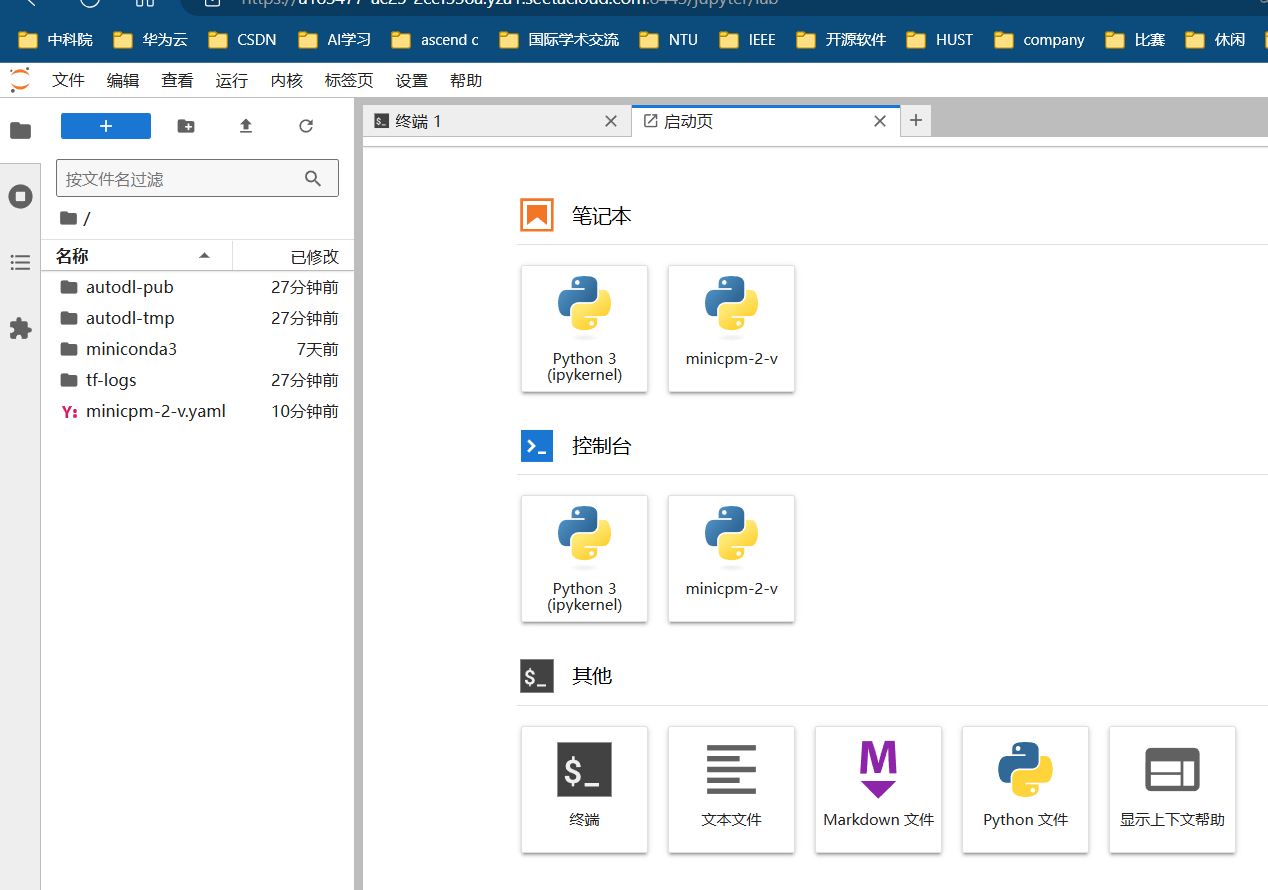 中科院 华为云 CSDN AI学习 ascend c 国际学术交流 NTU IEEE 开源软件 HUST company 比赛 休闲
文件 编辑 查看 运行 内核 标签页 设置 帮助
终端 1 启动页
按文件名过滤
/
名称 已修改
autodl-pub 27分钟前
autodl-tmp 27分钟前
miniconda3 7天前
tf-logs 27分钟前
Y: minicpm-2-v.yaml 10分钟前
笔记本
Python 3
(ipykernel)
minicpm-2-v
控制台
Python 3
(ipykernel)
minicpm-2-v
$_ 其他
$_
终端
文本文件
M
Markdown 文件
Python 文件
显示上下文帮助